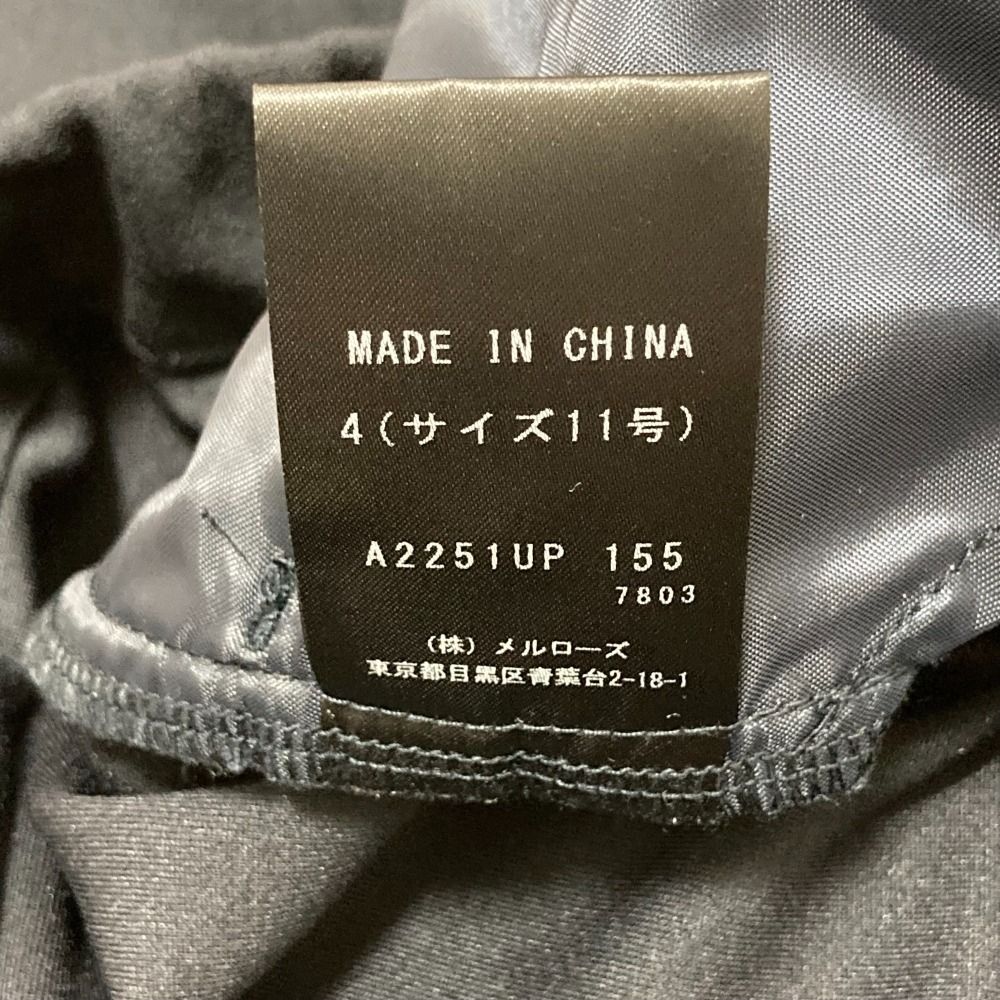 MADE IN CHINA
4(サイズ11号)
A2251UP 155
7803
(株)メルローズ
東京都目黒区青葉台2-18-1